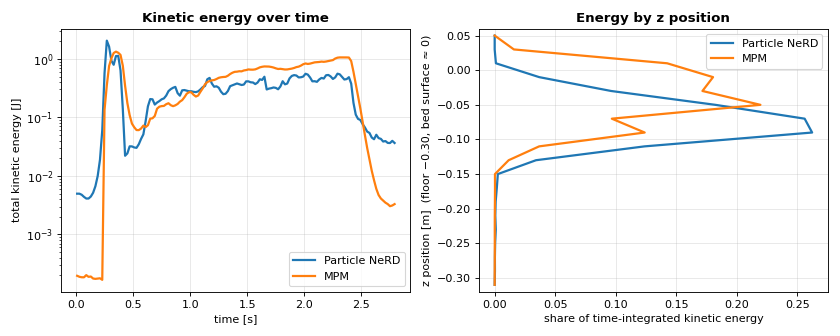 Kinetic energy over time
total kinetic energy [J]
10⁰
10⁻¹
10⁻²
10⁻³
0.0 0.5 1.0 1.5 2.0 2.5
time [s]
Particle NeRD
MPM
Energy by z position
z position [m] (floor −0.30, bed surface ≈ 0)
0.05
0.00
−0.05
−0.10
−0.15
−0.20
−0.25
−0.30
0.00 0.05 0.10 0.15 0.20 0.25
share of time-integrated kinetic energy
Particle NeRD
MPM